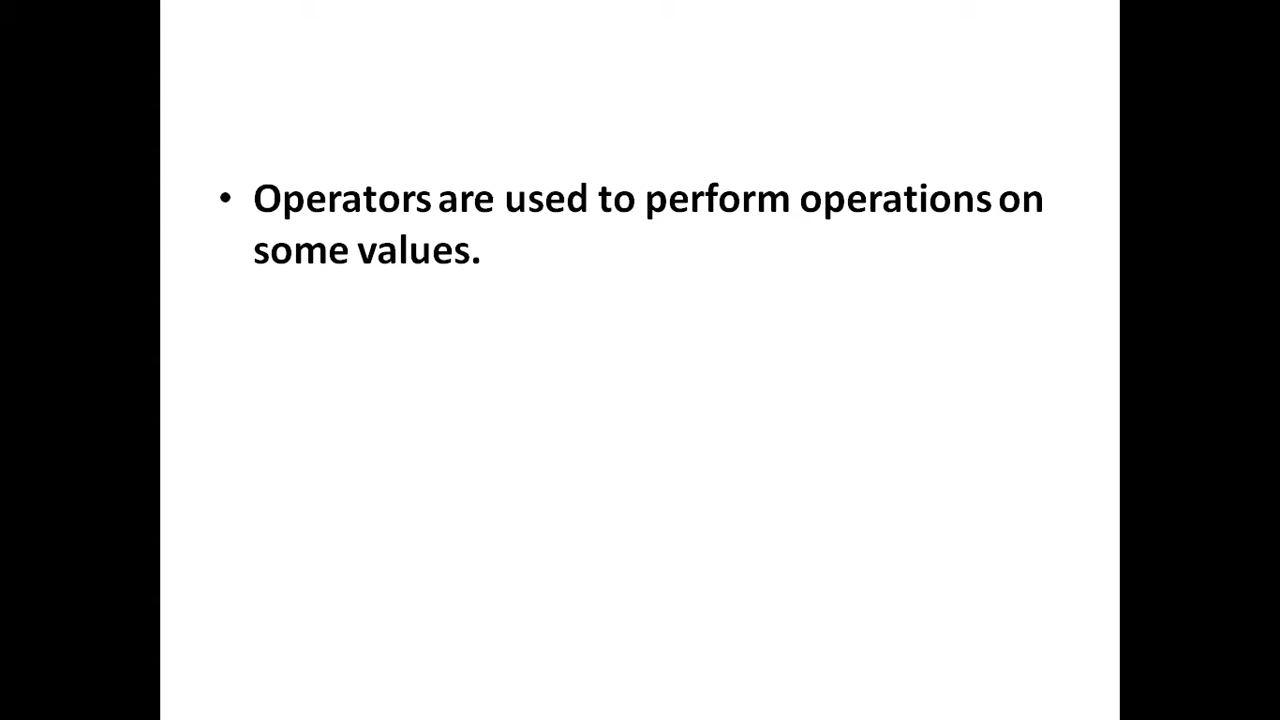 • Operators are used to perform operations on
some values.